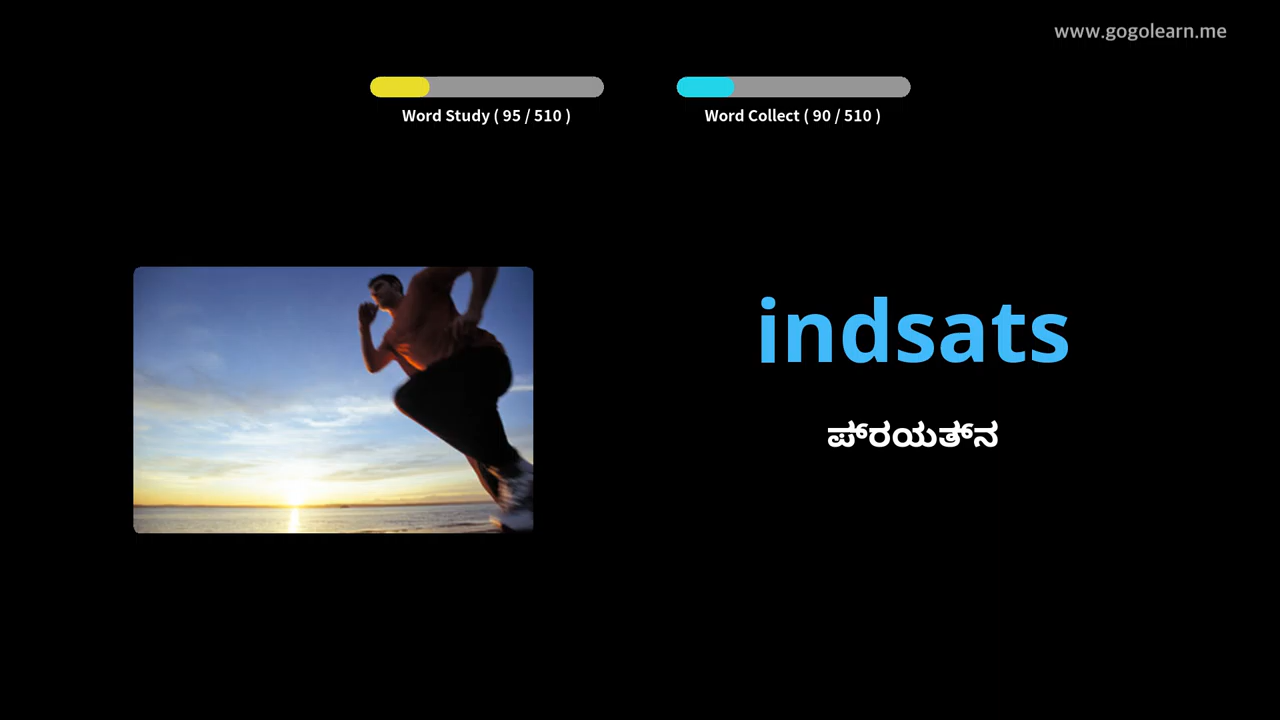 www.gogolearn.me
Word Study ( 95 / 510 )
Word Collect ( 90 / 510 )
indsats
ಪ್ರಯತ್ನ